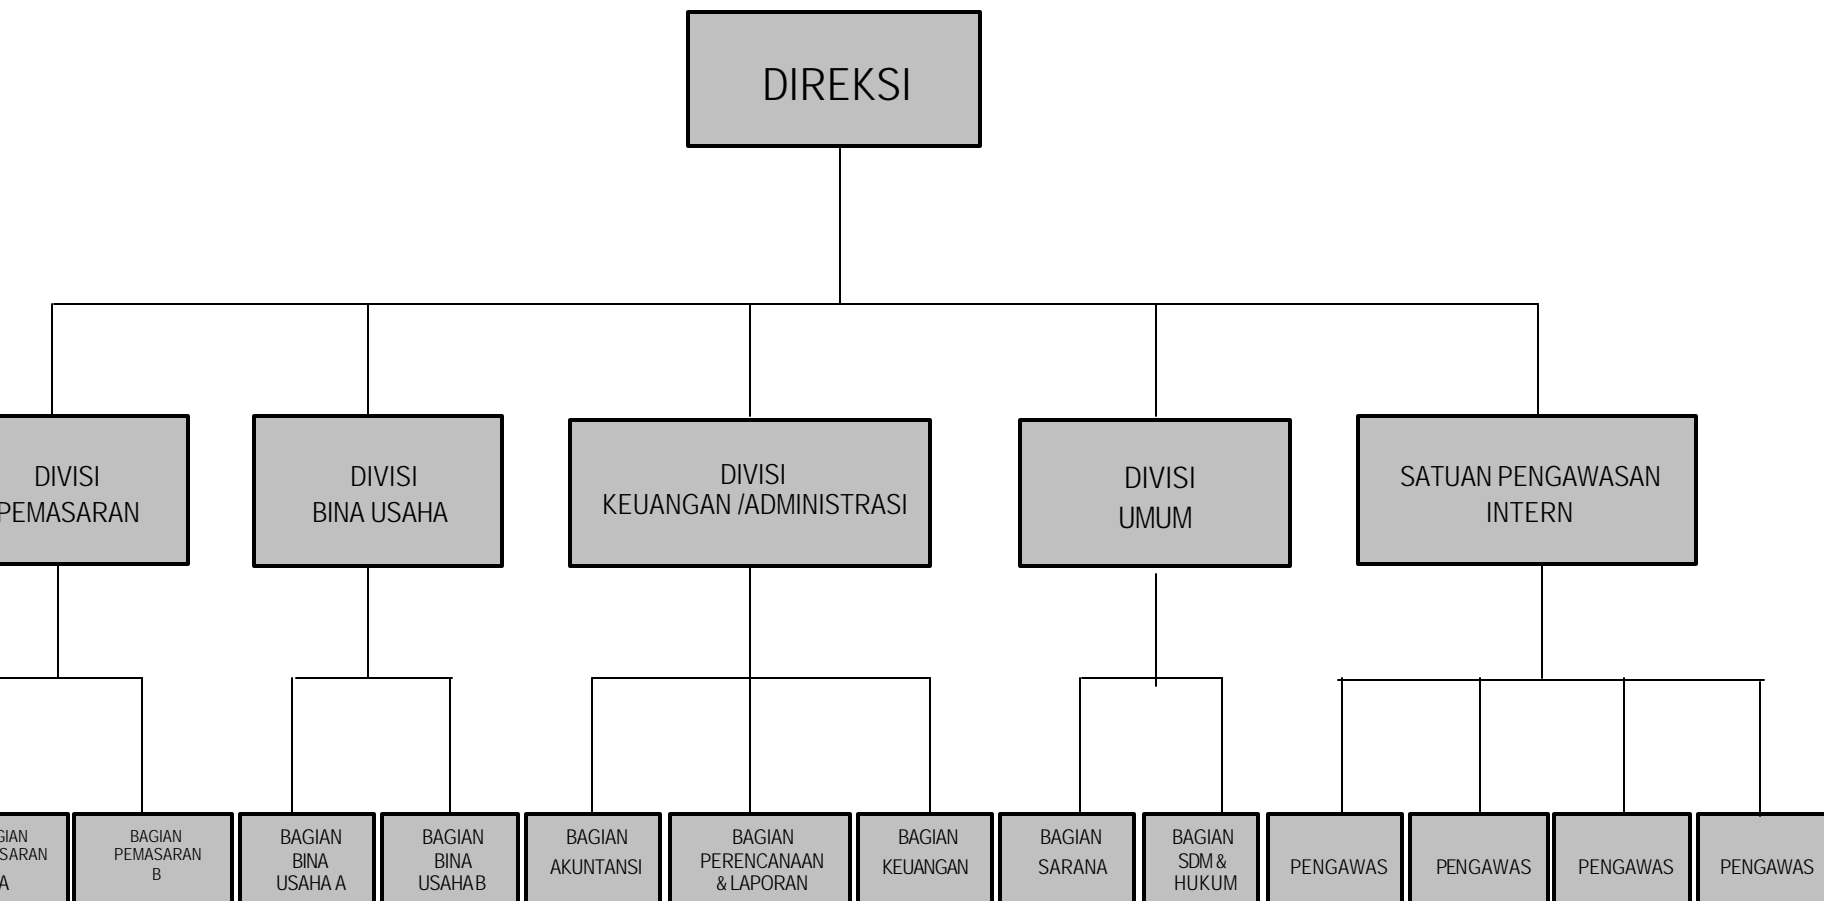 DIREKSI
DIVISI
PEMASARAN
DIVISI
BINA USAHA
DIVISI
KEUANGAN /ADMINISTRASI
DIVISI
UMUM
SATUAN PENGAWASAN
INTERN
A
BAGIAN
PEMASARAN
B
BAGIAN
BINA
USAHA A
BAGIAN
BINA
USAHA B
BAGIAN
AKUNTANSI
BAGIAN
PERENCANAAN
& LAPORAN
BAGIAN
KEUANGAN
BAGIAN
SARANA
BAGIAN
SDM &
HUKUM
PENGAWAS
PENGAWAS
PENGAWAS
PENGAWAS